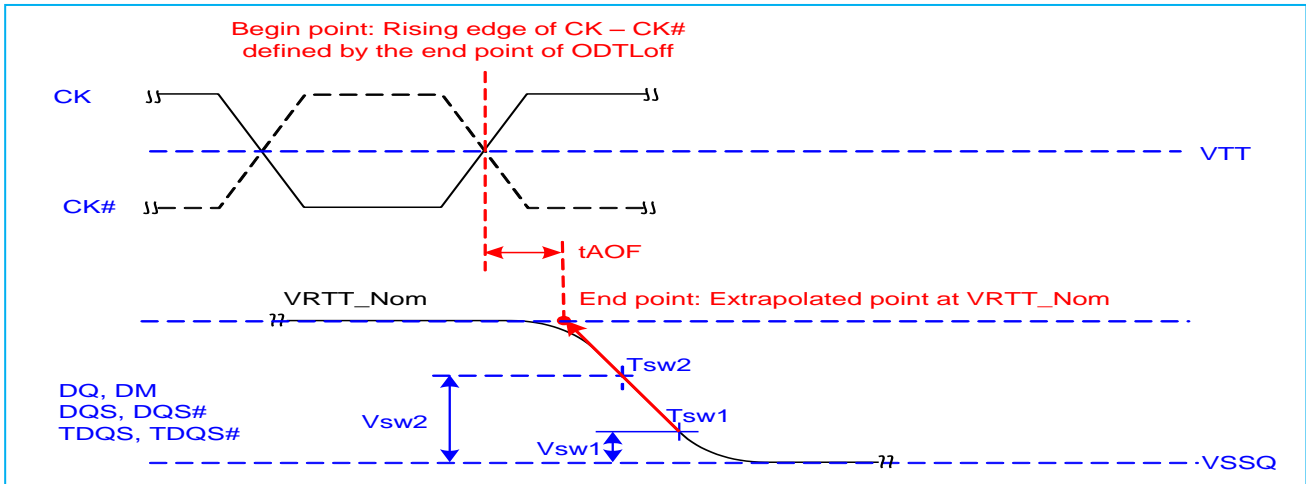 Begin point: Rising edge of CK – CK#
defined by the end point of ODTLoff
CK
VTT
CK#
tAOF
VRTT_Nom
End point: Extrapolated point at VRTT_Nom
Tsw2
DQ, DM
DQS, DQS#
TDQS, TDQS#
Vsw2
Tsw1
Vsw1
VSSQ